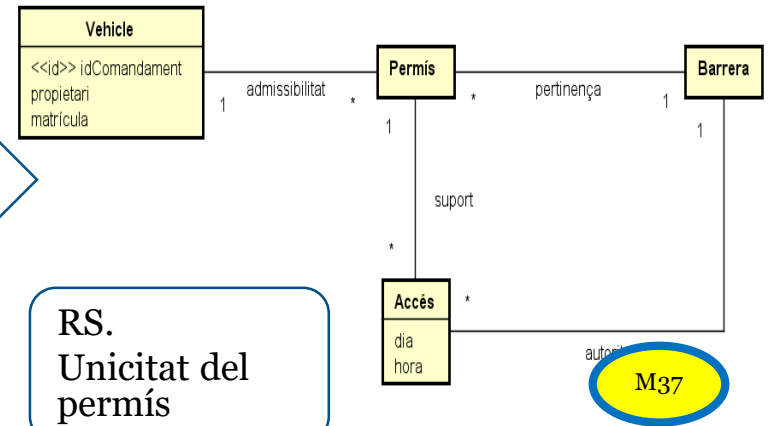 Vehicle
<<id>> idComandament
propietari
matrícula
1
admissibilitat
*
Permís
*
pertinença
1
Barrera
1
1
suport
*
Accés
*
dia
hora
M37
RS.
Unicitat del
permís